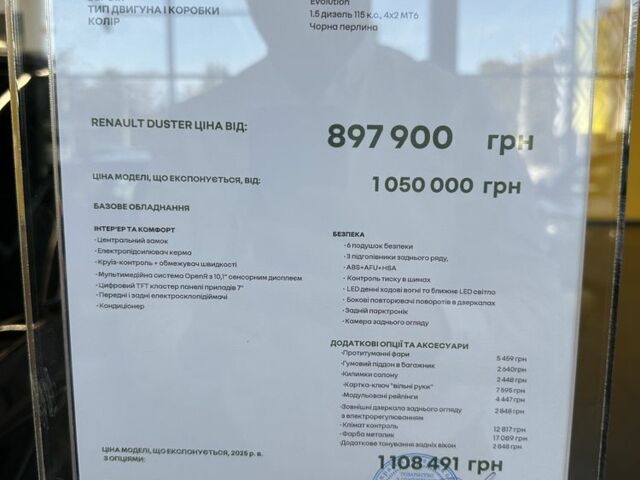 Evolution
ТИП ДВИГУНА І КОРОБКИ 1.5 дизель 115 к.с., 4x2 МТ6
КОЛІР Чорна перлина
RENAULT DUSTER ЦІНА ВІД: 897 900 грн
ЦІНА МОДЕЛІ, ЩО ЕКСПОНУЄТЬСЯ, ВІД: 1 050 000 грн
БАЗОВЕ ОБЛАДНАННЯ
ІНТЕР'ЄР ТА КОМФОРТ
· Центральний замок
· Електропідсилювач керма
· Круїз-контроль + обмежувач швидкості
· Мультимедійна система OpenR з 10,1" сенсорним дисплеєм
· Цифровий TFT кластер панелі приладів 7"
· Передні і задні електросклопідіймачі
· Кондиціонер
БЕЗПЕКА
· 6 подушок безпеки
· 3 підголівники заднього ряду,
· ABS+AFU+HSA
· Контроль тиску в шинах
· LED денні ходові вогні та ближнє LED світло
· Бокові повторювачі поворотів в дзеркалах
· Задній парктронік
· Камера заднього огляду
ДОДАТКОВІ ОПЦІЇ ТА АКСЕСУАРИ
·Протитуманні фари 5 459 грн
·Гумовий піддон в багажник 2 640грн
·Килимки салону 2 448 грн
·Картка-ключ "вільні руки" 7 595 грн
·Модульовані рейлінги 4 447 грн
·Зовнішні дзеркала заднього огляду з електрорегулюванням 2 848 грн
·Клімат контроль 12 817 грн
·Фарба металик 17 089 грн
·Додаткове тонування задніх вікон 2 848 грн
ЦІНА МОДЕЛІ, ЩО ЕКСПОНУЄТЬСЯ, 2025 р. в.
З ОПЦІЯМИ: 1 108 491 грн